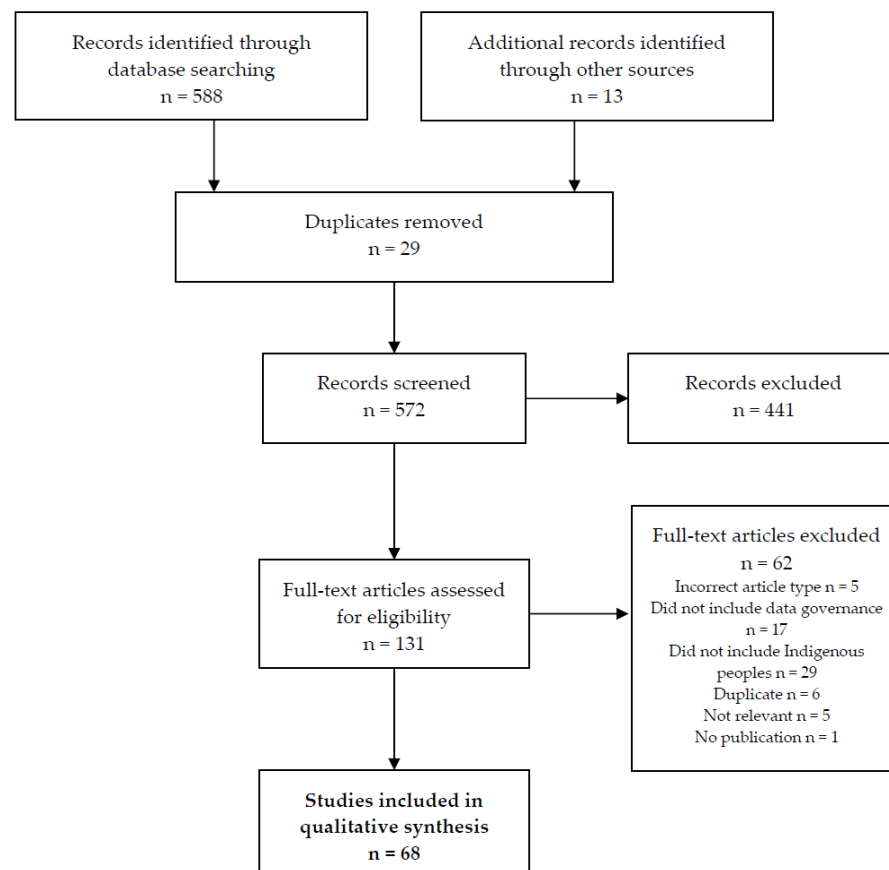 Records identified through
database searching
n = 588
Additional records identified
through other sources
n = 13
Duplicates removed
n = 29
Records screened
n = 572
Records excluded
n = 441
Full-text articles assessed
for eligibility
n = 131
Full-text articles excluded
n = 62
Incorrect article type n = 5
Did not include data governance
n = 17
Did not include Indigenous
peoples n = 29
Duplicate n = 6
Not relevant n = 5
No publication n = 1
Studies included in
qualitative synthesis
n = 68